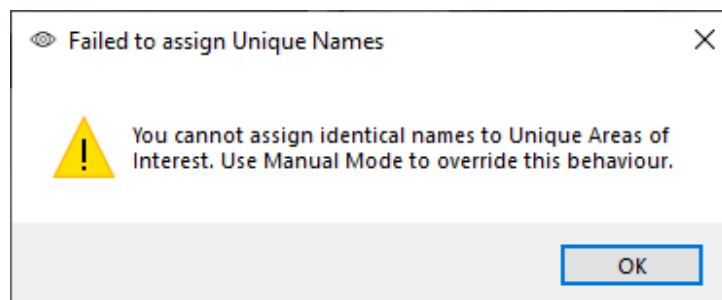 Failed to assign Unique Names
You cannot assign identical names to Unique Areas of
Interest. Use Manual Mode to override this behaviour.
OK